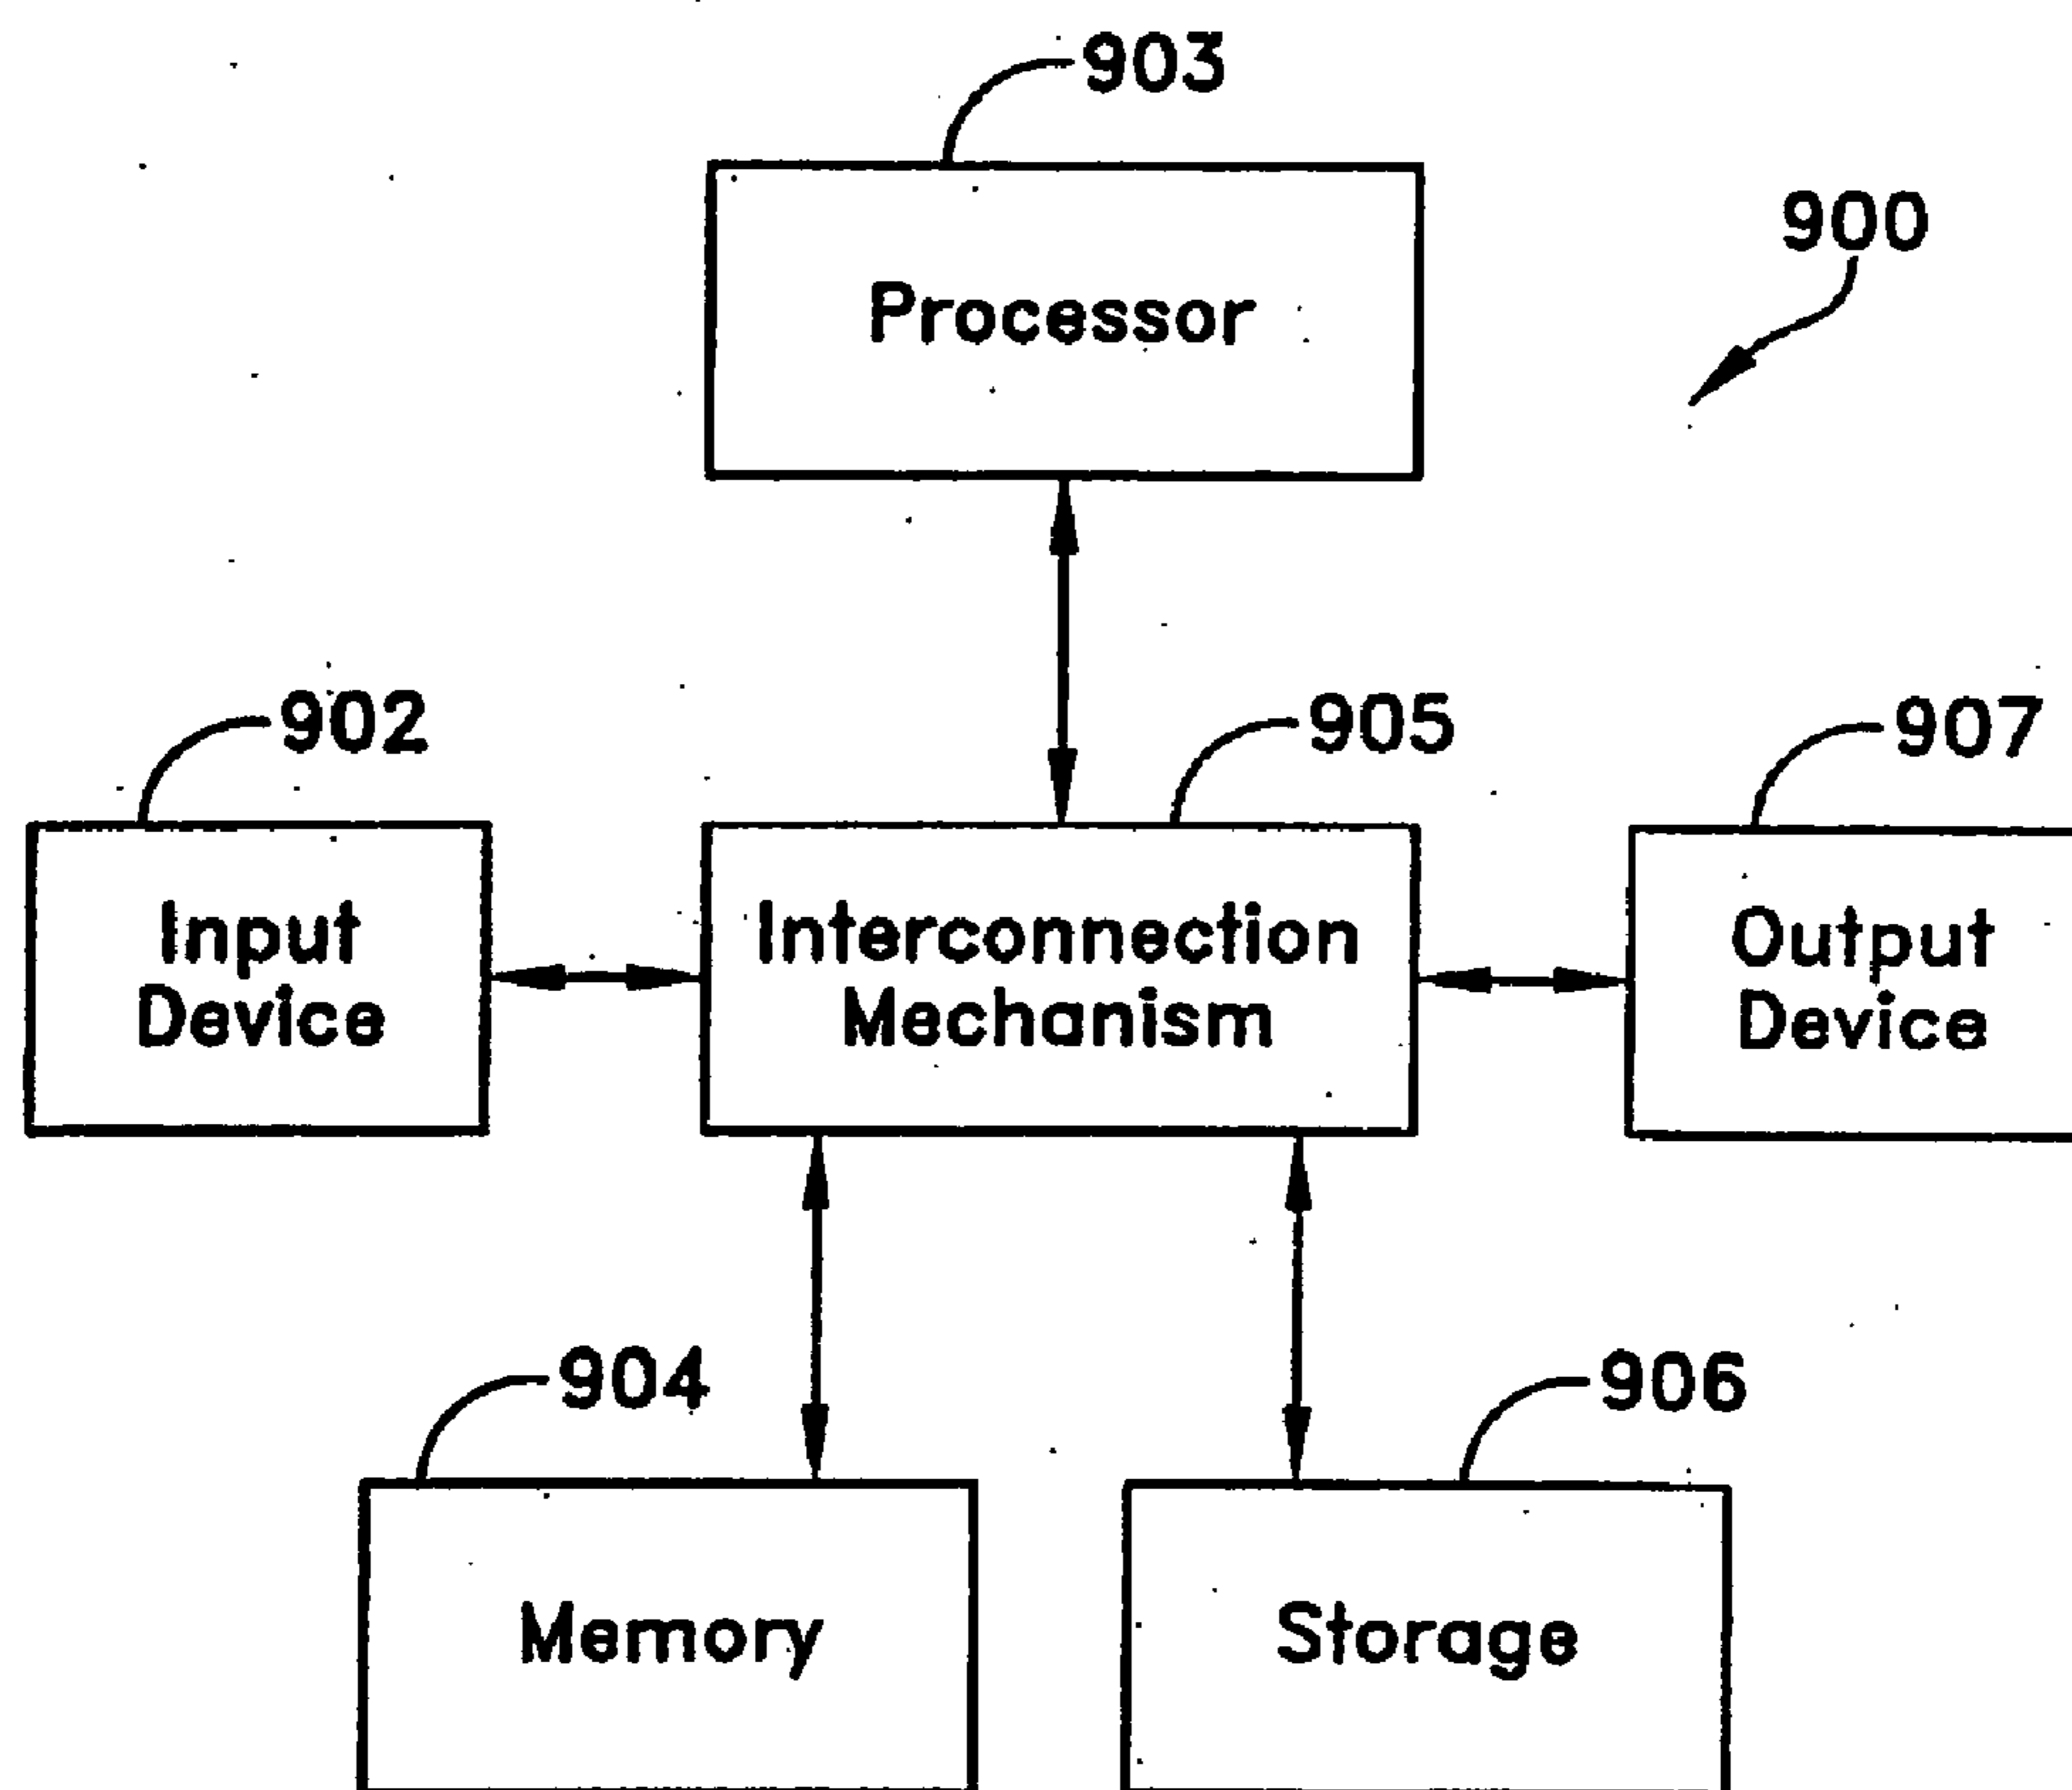 903
900
Processor
902
905
907
Input
Device
Interconnection
Mechanism
Output
Device
904
906
Memory
Storage